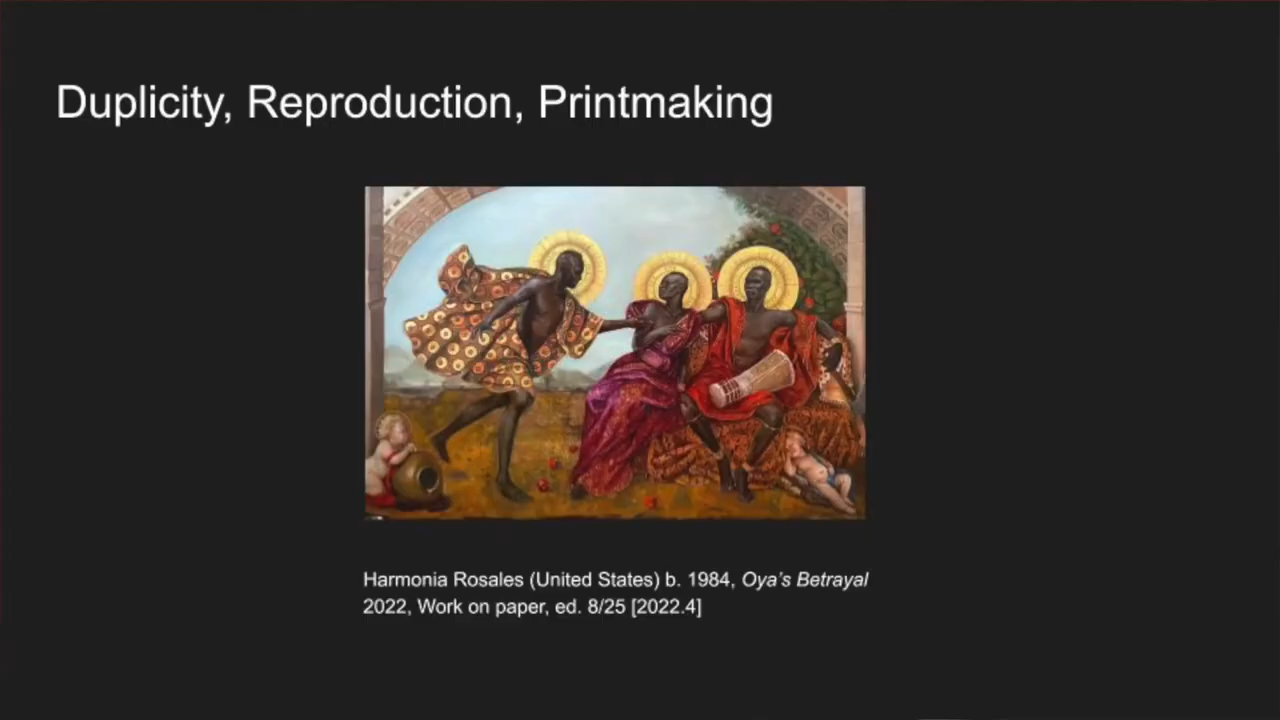 Duplicity, Reproduction, Printmaking
Harmonia Rosales (United States) b. 1984, Oya's Betrayal
2022, Work on paper, ed. 8/25 [2022.4]